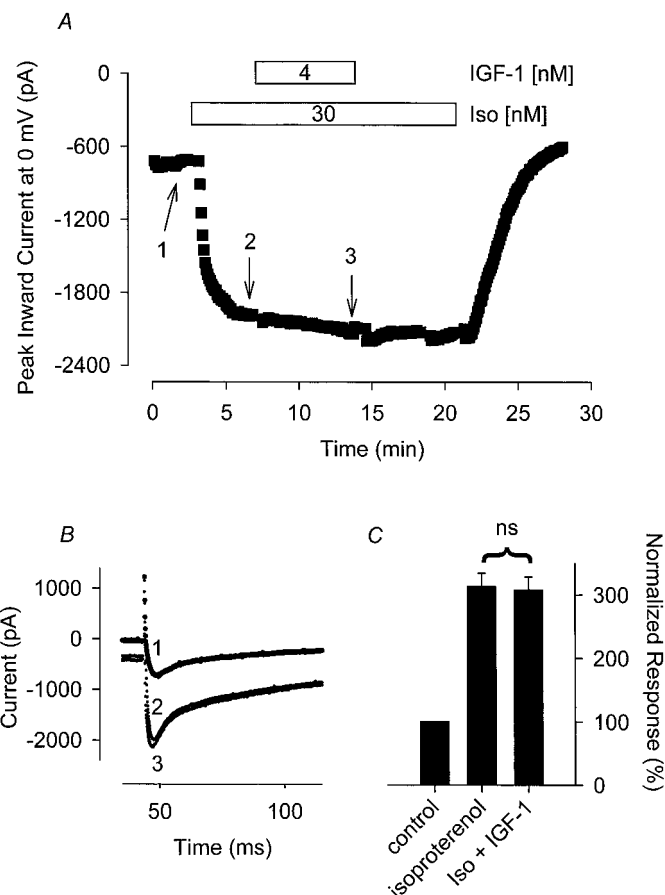 A
Peak Inward Current at 0 mV (pA)
0
-600
-1200
-1800
-2400
4
IGF-1 [nM]
30
Iso [nM]
1
2
3
0 5 10 15 20 25 30
Time (min)
B
Current (pA)
1000
0
-1000
-2000
1
2
3
50 100
Time (ms)
C
ns
300
200
100
0
Normalized Response (%)
control
isoproterenol
Iso + IGF-1